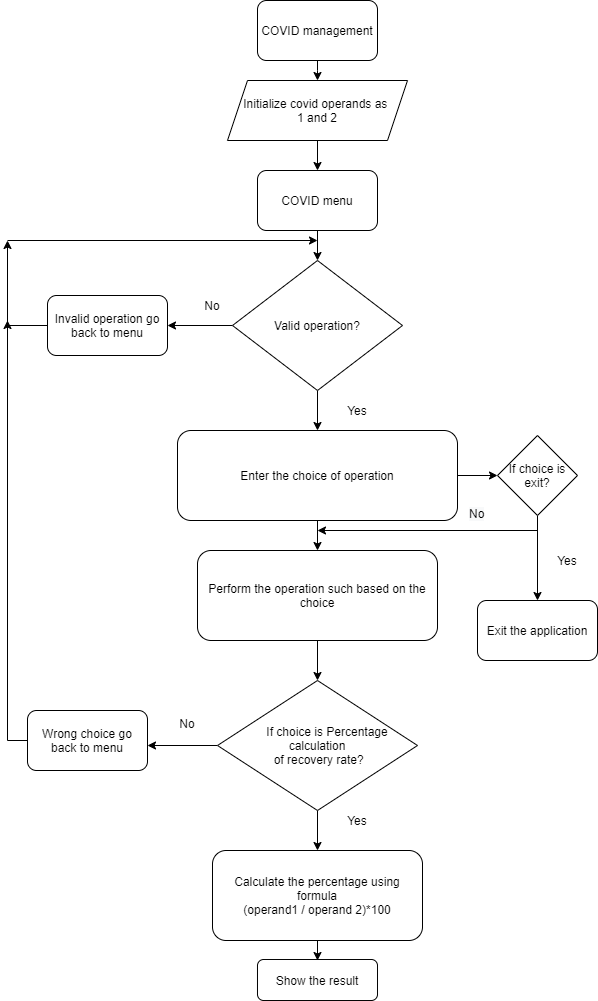 COVID management
Initialize covid operands as
1 and 2
COVID menu
No
Invalid operation go
back to menu
Valid operation?
Yes
Enter the choice of operation
If choice is
exit?
No
Yes
Perform the operation such based on the
choice
Exit the application
No
Wrong choice go
back to menu
If choice is Percentage
calculation
of recovery rate?
Yes
Calculate the percentage using
formula
(operand1 / operand 2)*100
Show the result